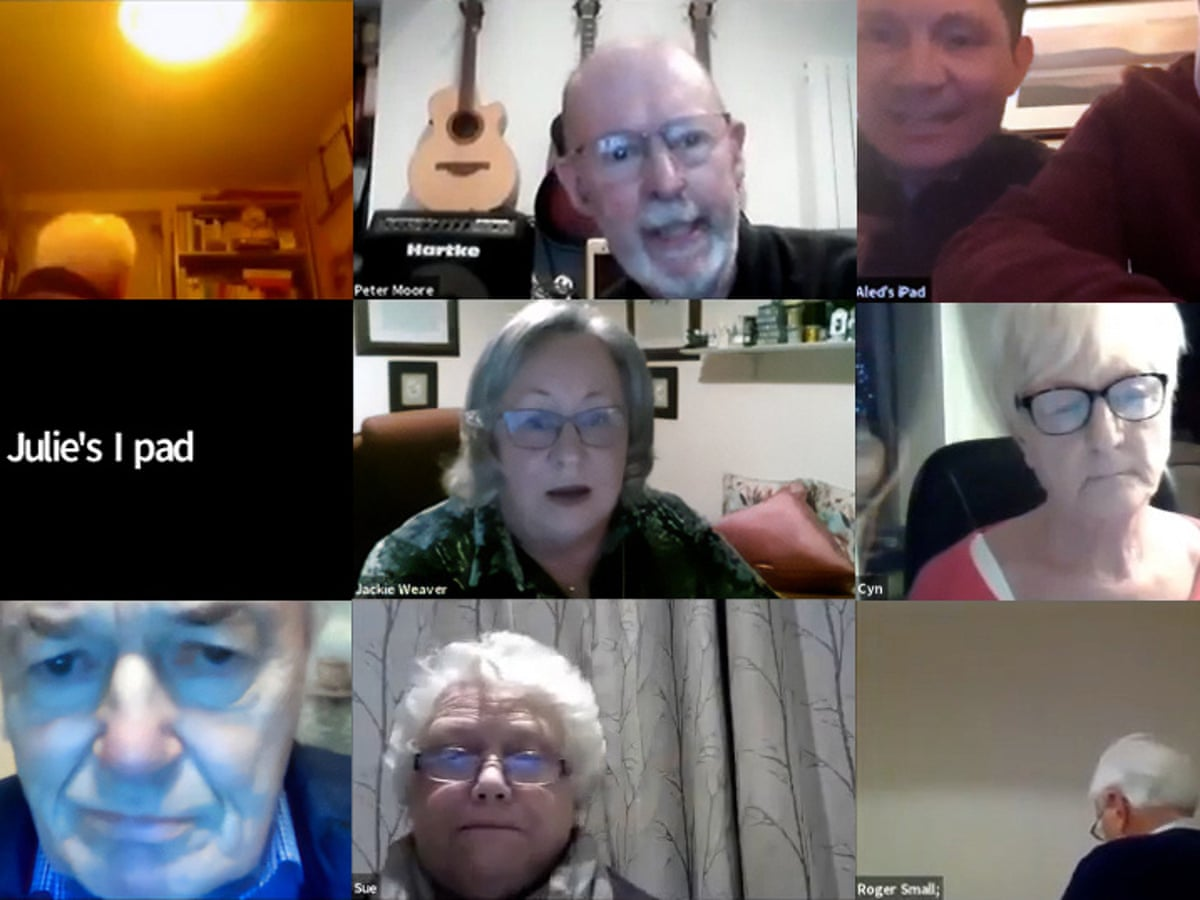 Hartke
Peter Moore
Aled's iPad
Julie's I pad
Jackie Weaver
Cyn
Sue
Roger Small;